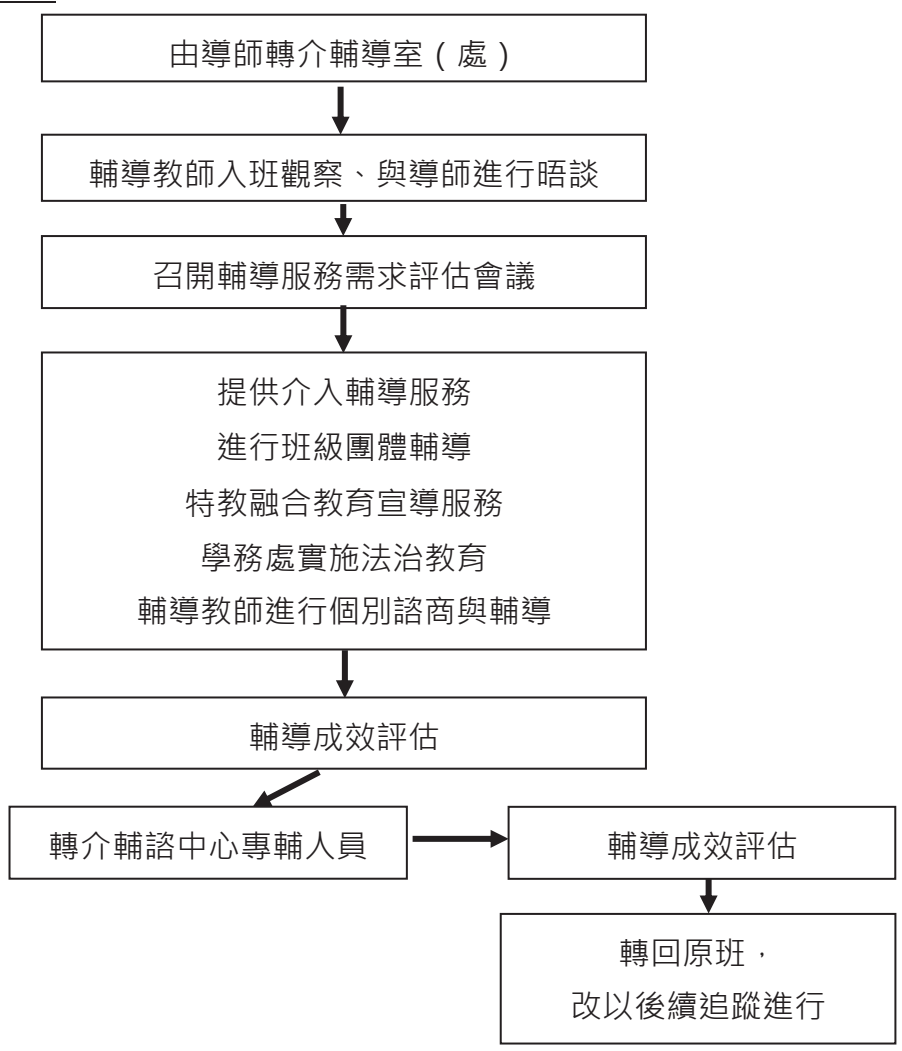 由導師轉介輔導室（處）
輔導教師入班觀察、與導師進行晤談
召開輔導服務需求評估會議
提供介入輔導服務
進行班級團體輔導
特教融合教育宣導服務
學務處實施法治教育
輔導教師進行個別諮商與輔導
輔導成效評估
轉介輔諮中心專輔人員
輔導成效評估
轉回原班，
改以後續追蹤進行